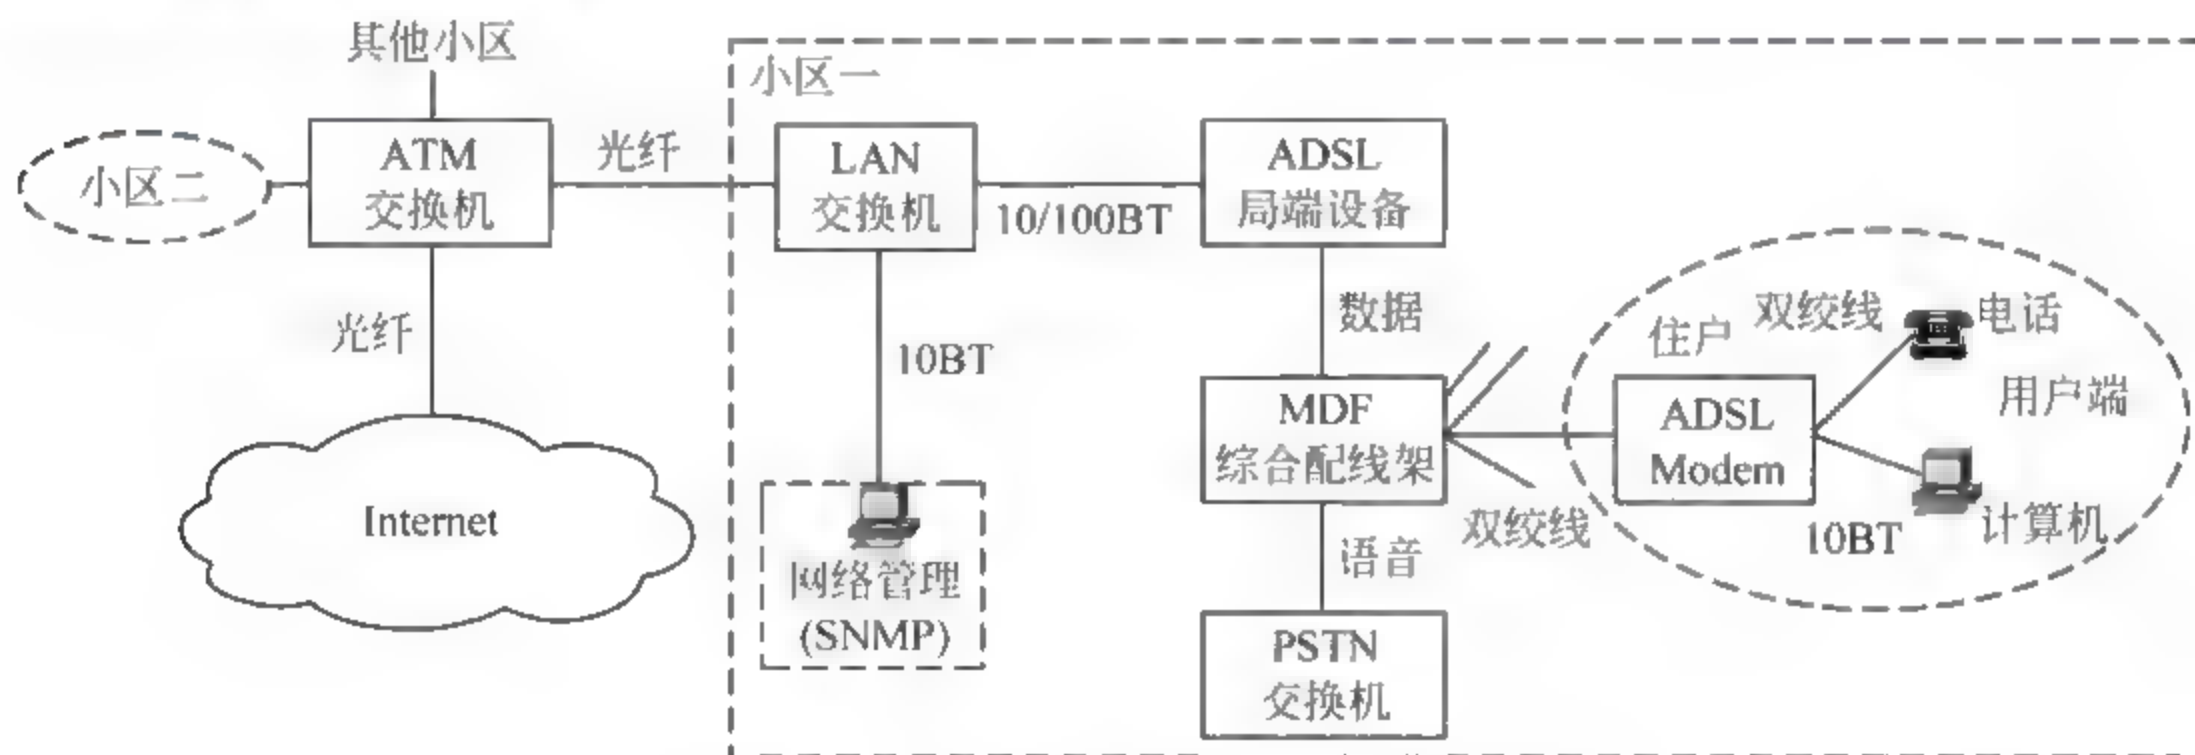 其他小区
小区一
小区二
ATM
交换机
光纤
LAN
交换机
10/100BT
ADSL
局端设备
光纤
10BT
数据
住户
双绞线
电话
用户端
MDF
综合配线架
ADSL
Modem
Internet
双绞线
10BT
计算机
网络管理
(SNMP)
语音
PSTN
交换机